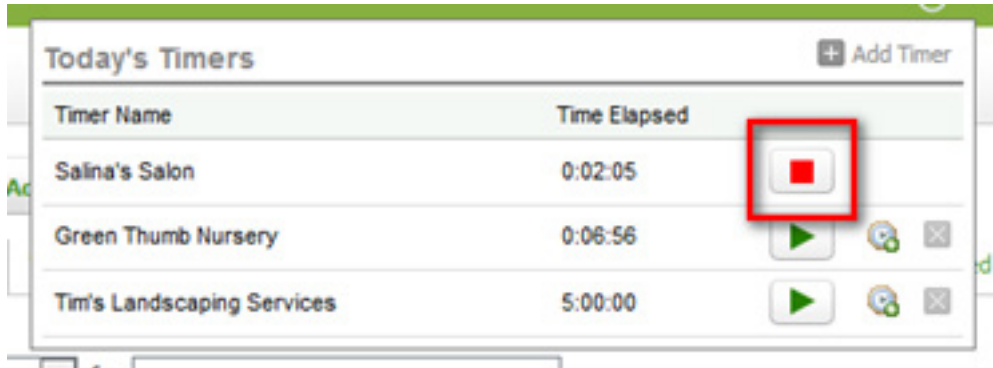 Today's Timers Add Timer
Timer Name Time Elapsed
Salina's Salon 0:02:05
Green Thumb Nursery 0:06:56
Tim's Landscaping Services 5:00:00